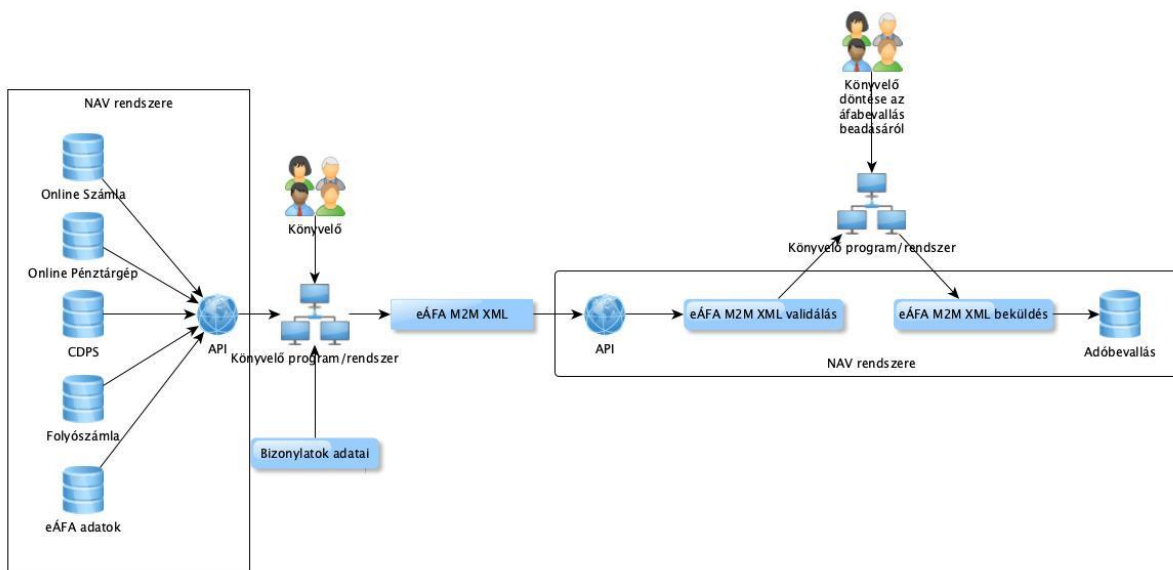 NAV rendszere
Online Számla
Online Pénztárgép
CDPS
Folyószámla
eÁFA adatok
API
Könyvelő
Könyvelő program/rendszer
Bizonylatok adatai
eÁFA M2M XML
Könyvelő
döntése az
áfabevallás
beadásáról
Könyvelő program/rendszer
API
eÁFA M2M XML validálás
eÁFA M2M XML beküldés
Adóbevallás
NAV rendszere